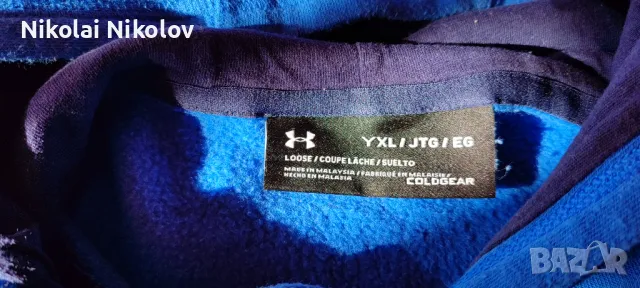 Nikolai Nikolov
YXL / JTG / EG
LOOSE / COUPE LÂCHE / SUELTO
MADE IN MALAYSIA / FABRIQUÉ EN MALAISIE /
HECHO EN MALASIA
COLDGEAR
BAZAR